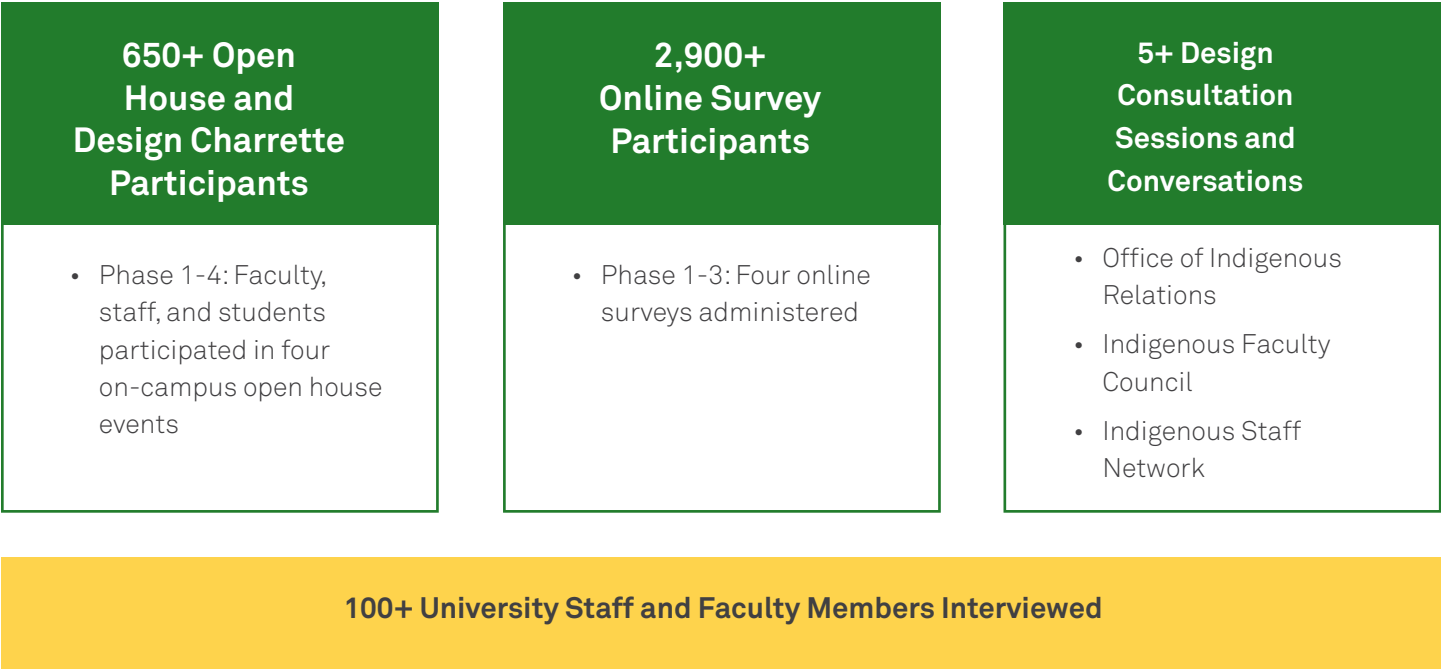 650+ Open
House and
Design Charrette
Participants
• Phase 1-4: Faculty,
staff, and students
participated in four
on-campus open house
events
2,900+
Online Survey
Participants
• Phase 1-3: Four online
surveys administered
5+ Design
Consultation
Sessions and
Conversations
• Office of Indigenous
Relations
• Indigenous Faculty
Council
• Indigenous Staff
Network
100+ University Staff and Faculty Members Interviewed